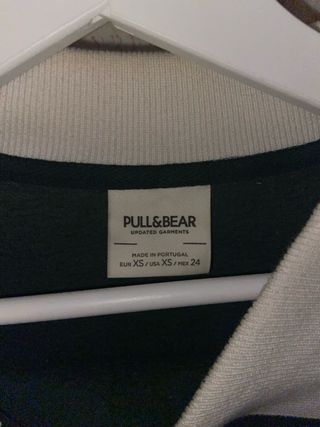 PULL&BEAR
UPDATED GARMENTS
MADE IN PORTUGAL
EUR XS / USA XS / MEX 24